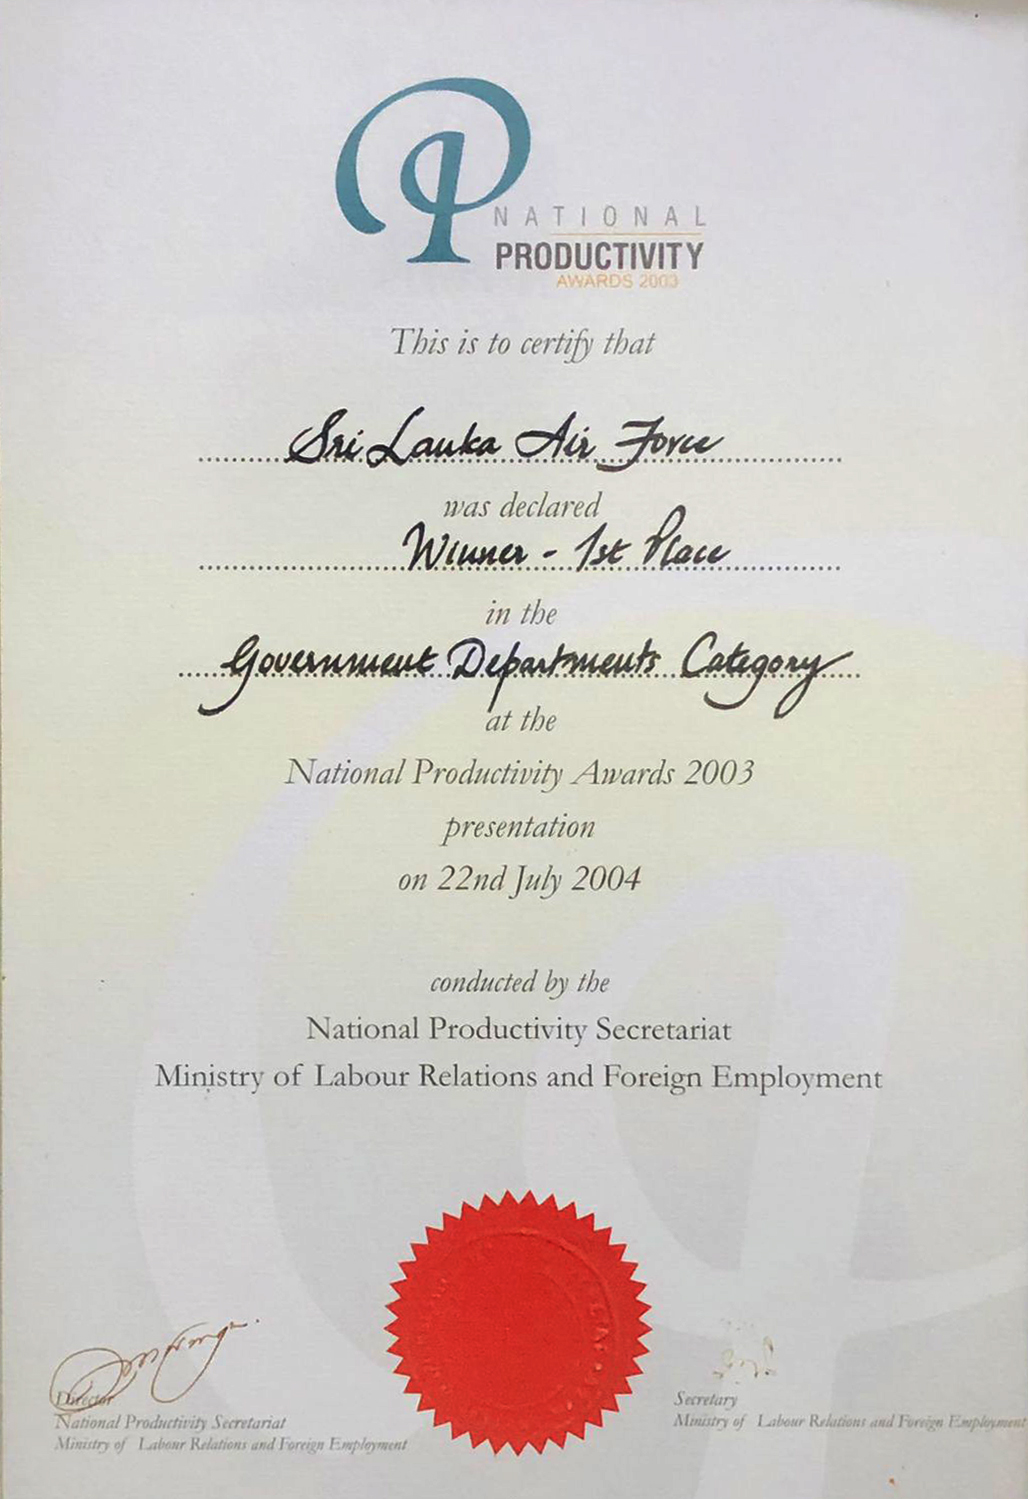 NATIONAL
PRODUCTIVITY
AWARDS 2003
This is to certify that
Sri Lanka Air Force
was declared
Winner - 1st Place
in the
Government Departments Category
at the
National Productivity Awards 2003
presentation
on 22nd July 2004
conducted by the
National Productivity Secretariat
Ministry of Labour Relations and Foreign Employment
Director
National Productivity Secretariat
Ministry of Labour Relations and Foreign Employment
Secretary
Ministry of Labour Relations and Foreign Employment